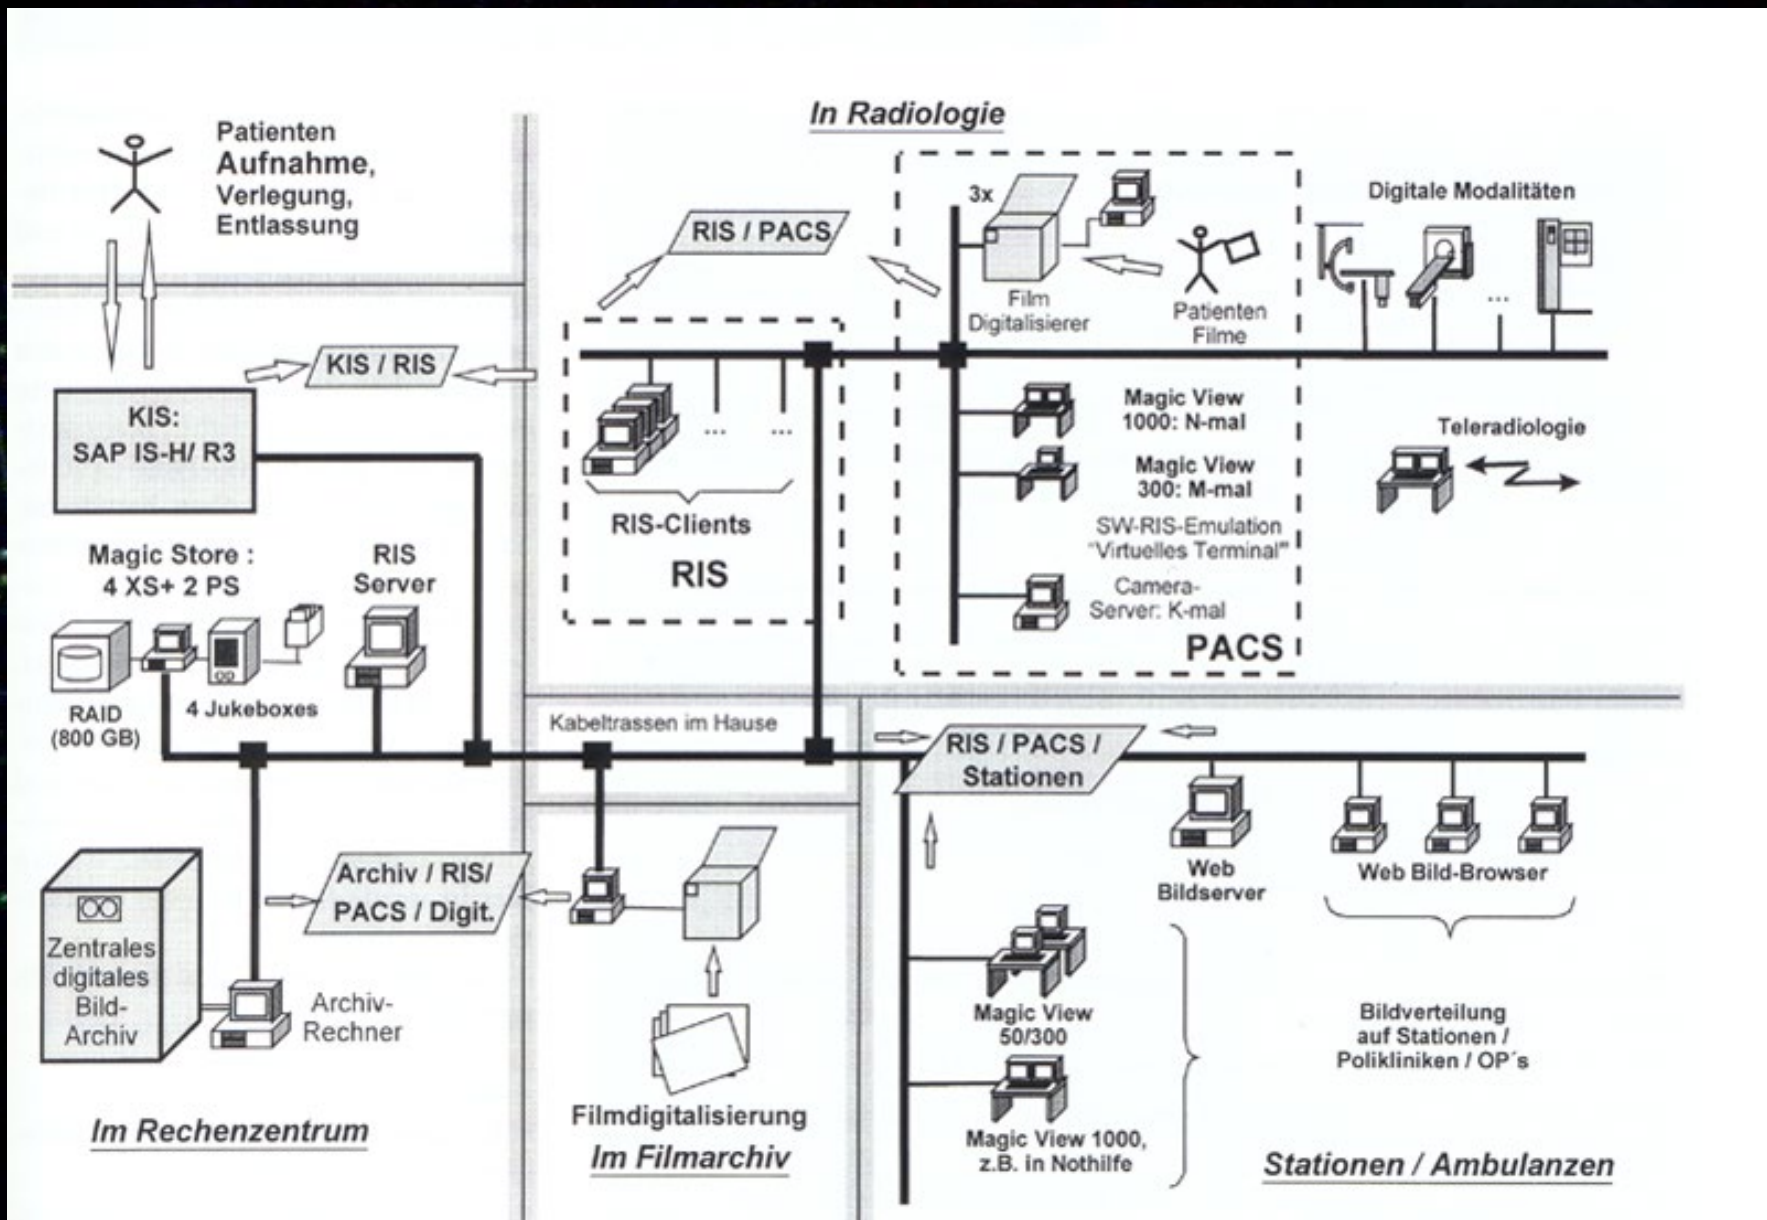 In Radiologie
Patienten
Aufnahme,
Verlegung,
Entlassung
RIS / PACS
3x
Film
Digitalisierer
Patienten
Filme
Digitale Modalitäten
...
KIS / RIS
KIS:
SAP IS-H/ R3
...
...
RIS-Clients
RIS
Magic View
1000: N-mal
Magic View
300: M-mal
SW-RIS-Emulation
"Virtuelles Terminal"
Camera-
Server: K-mal
PACS
Teleradiologie
Magic Store :
4 XS+ 2 PS
RIS
Server
RAID
(800 GB)
4 Jukeboxes
Kabeltrassen im Hause
RIS / PACS /
Stationen
Web
Bildserver
Web Bild-Browser
Archiv / RIS/
PACS / Digit.
Zentrales
digitales
Bild-
Archiv
Archiv-
Rechner
Magic View
50/300
Bildverteilung
auf Stationen /
Polikliniken / OP´s
Filmdigitalisierung
Magic View 1000,
z.B. in Nothilfe
Im Rechenzentrum
Im Filmarchiv
Stationen / Ambulanzen